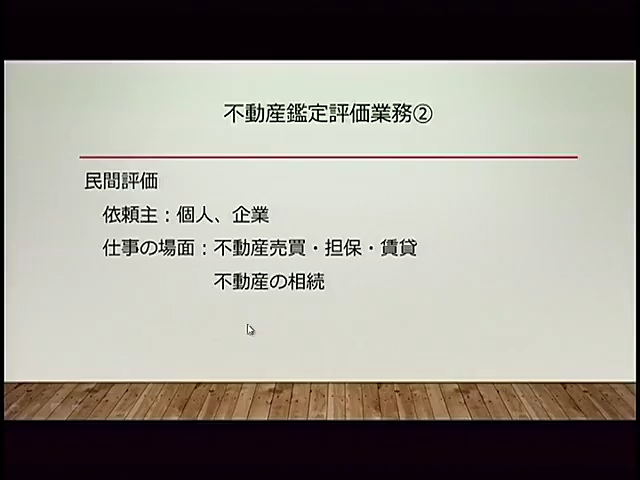 不動産鑑定評価業務②
民間評価
依頼主：個人、企業
仕事の場面：不動産売買・担保・賃貸
不動産の相続